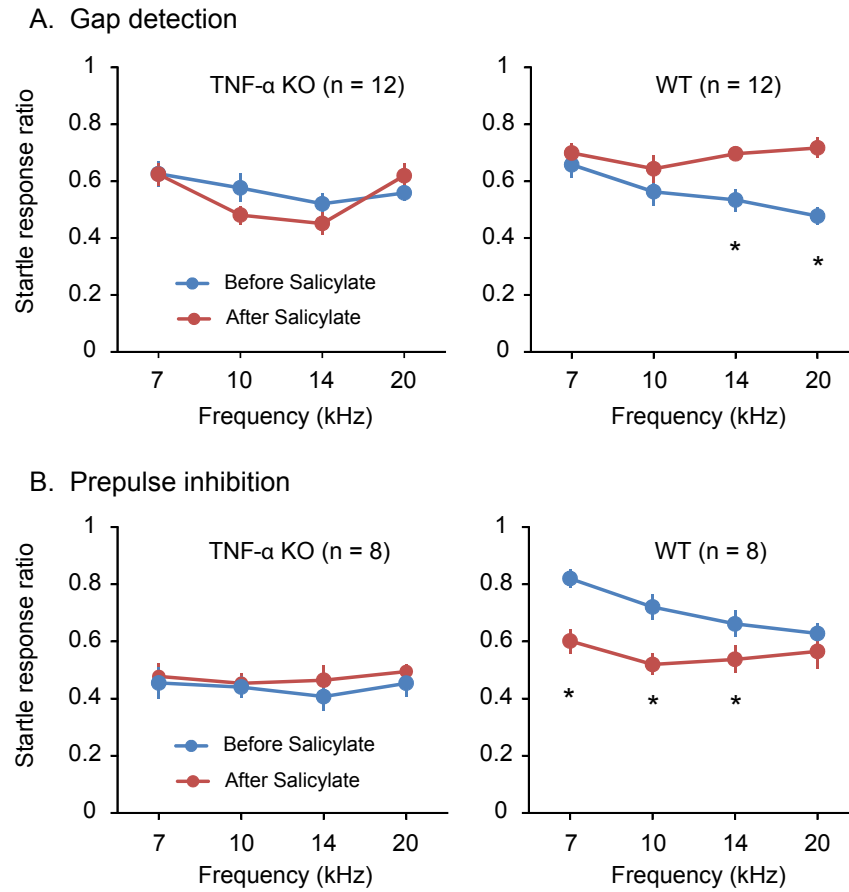 A. Gap detection
TNF-α KO (n = 12)
Startle response ratio
1
0.8
0.6
0.4
0.2
0
Before Salicylate
After Salicylate
7 10 14 20
Frequency (kHz)
WT (n = 12)
1
0.8
0.6
0.4
0.2
0
*
*
7 10 14 20
Frequency (kHz)
B. Prepulse inhibition
TNF-α KO (n = 8)
Startle response ratio
1
0.8
0.6
0.4
0.2
0
Before Salicylate
After Salicylate
7 10 14 20
Frequency (kHz)
WT (n = 8)
1
0.8
0.6
0.4
0.2
0
* * *
7 10 14 20
Frequency (kHz)